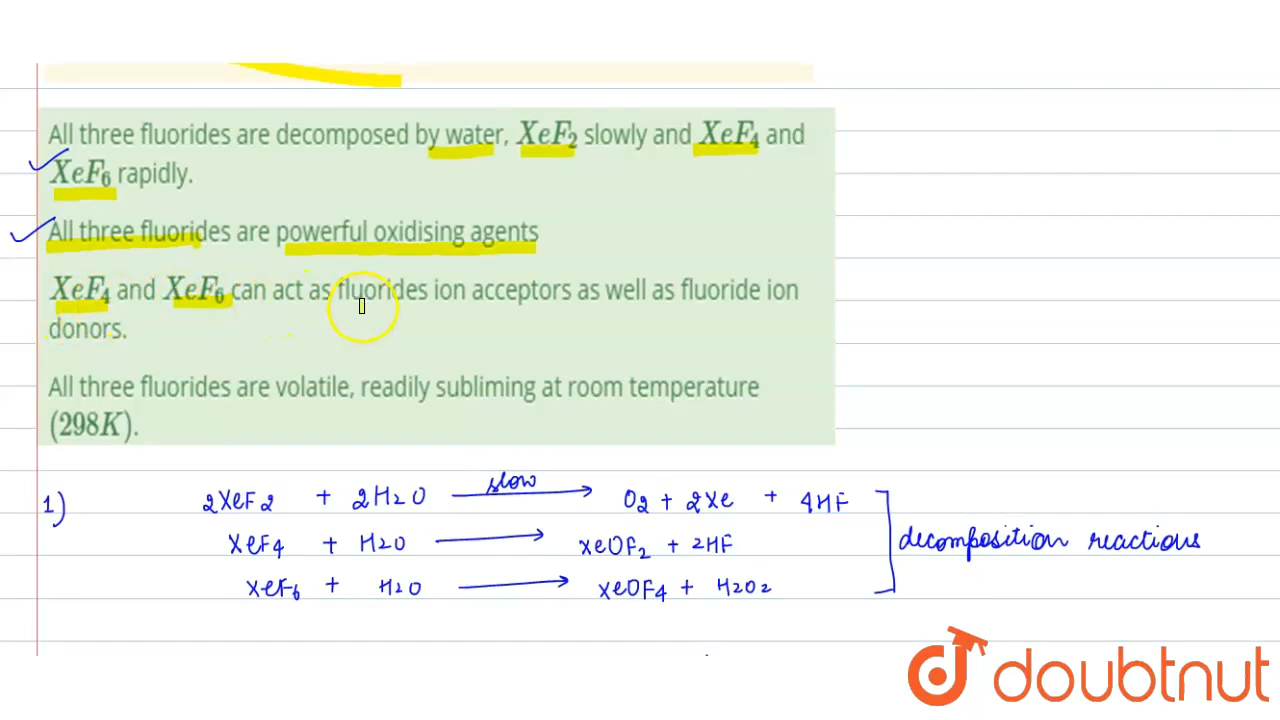 All three fluorides are decomposed by water, XeF₂ slowly and XeF₄ and
XeF₆ rapidly.
All three fluorides are powerful oxidising agents
XeF₄ and XeF₆ can act as fluorides ion acceptors as well as fluoride ion
donors.
All three fluorides are volatile, readily subliming at room temperature
(298K).
1) 2XeF₂ + 2H₂O slow → O₂ + 2Xe + 4HF
XeF₄ + H₂O → XeOF₂ + 2HF
decomposition reactions
XeF₆ + H₂O → XeOF₄ + H₂O₂
doubtnut